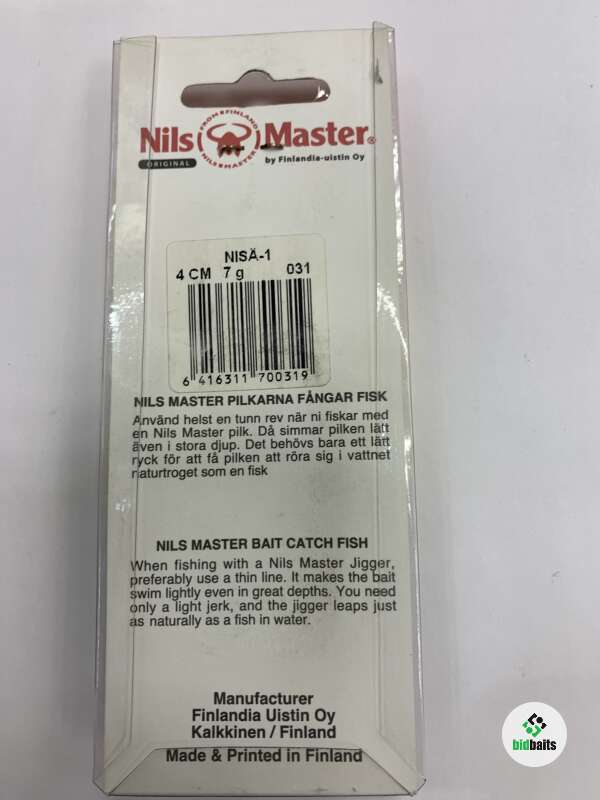 Nils Master®
FROM FINLAND
NILS MASTER
ORIGINAL
by Finlandia-uistin Oy
NISÄ-1
4 CM 7 g 031
6 416311 700319
NILS MASTER PILKARNA FÅNGAR FISK
Använd helst en tunn rev när ni fiskar med
en Nils Master pilk. Då simmar pilken lätt
även i stora djup. Det behövs bara ett lätt
ryck för att få pilken att röra sig i vattnet
naturtroget som en fisk
NILS MASTER BAIT CATCH FISH
When fishing with a Nils Master Jigger,
preferably use a thin line. It makes the bait
swim lightly even in great depths. You need
only a light jerk, and the jigger leaps just
as naturally as a fish in water.
Manufacturer
Finlandia Uistin Oy
Kalkkinen / Finland
Made & Printed in Finland
bidbaits